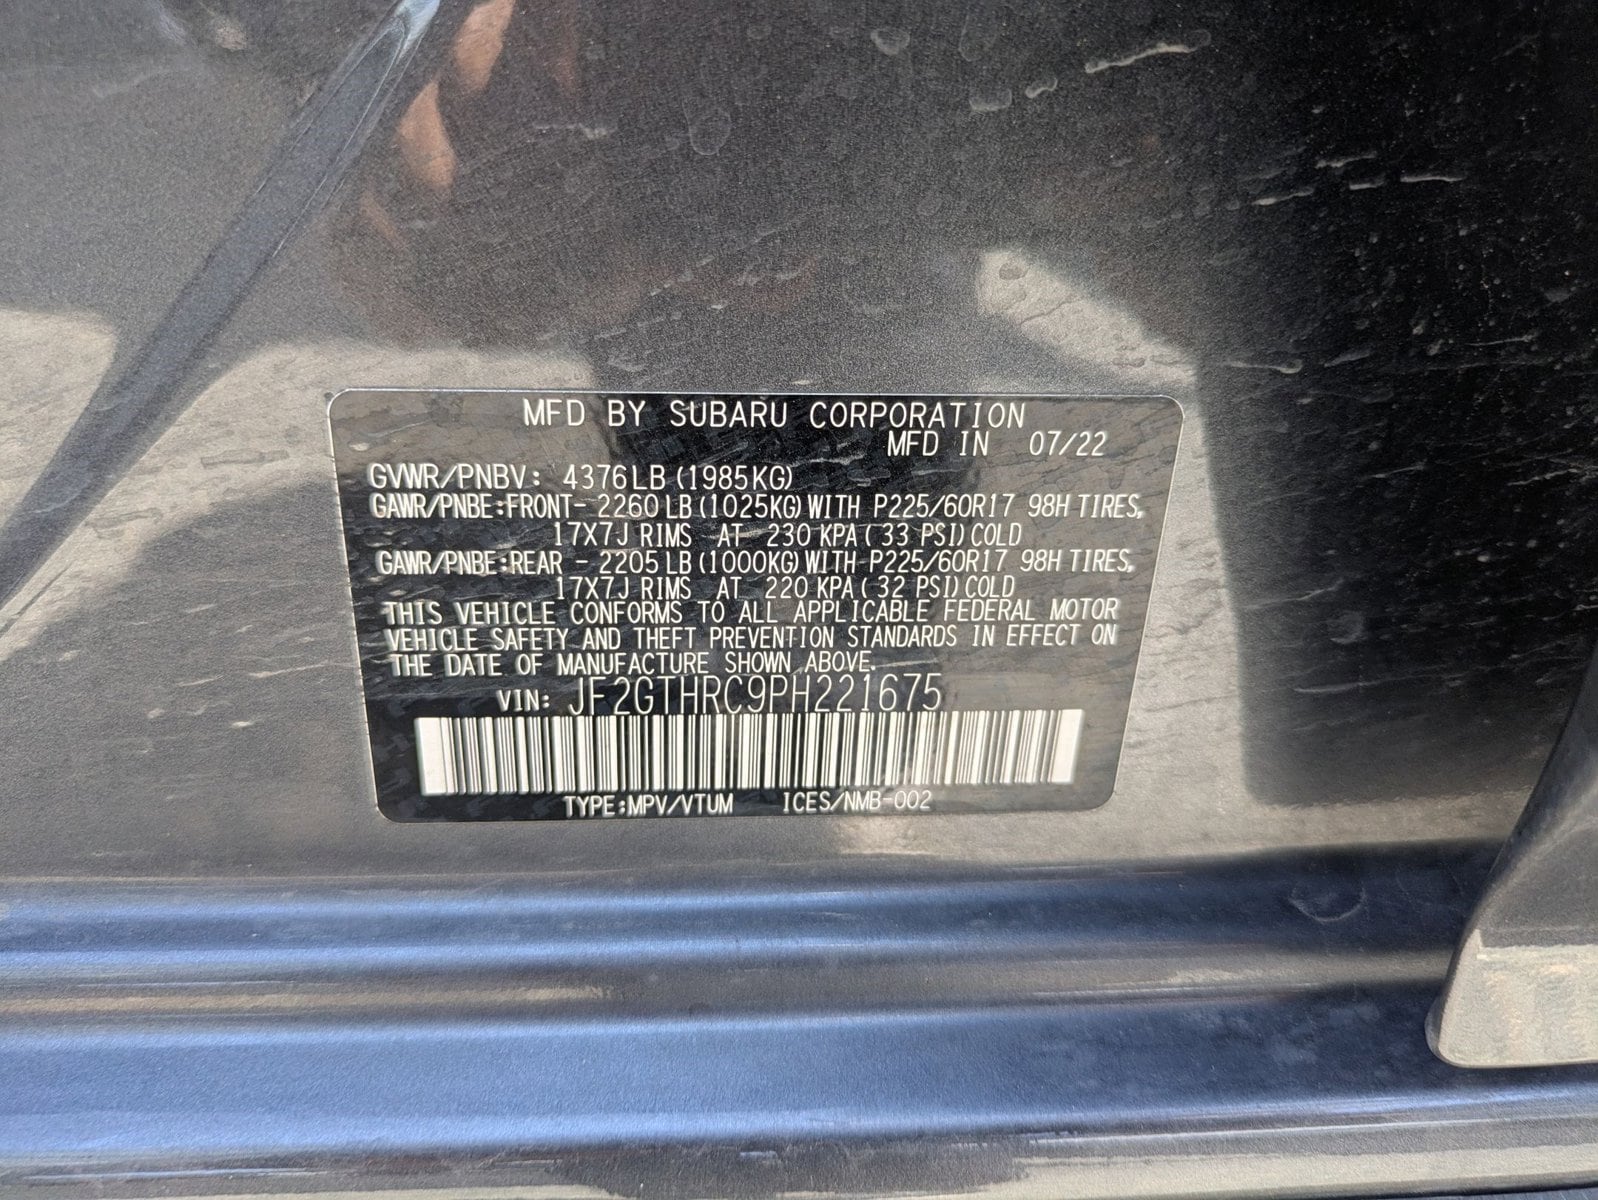 MFD BY SUBARU CORPORATION
MFD IN 07/22
GVWR/PNBV: 4376LB (1985KG)
GAWR/PNBE:FRONT- 2260 LB (1025KG) WITH P225/60R17 98H TIRES,
17X7J RIMS AT 230 KPA ( 33 PSI) COLD
GAWR/PNBE:REAR - 2205 LB (1000KG) WITH P225/60R17 98H TIRES,
17X7J RIMS AT 220 KPA ( 32 PSI) COLD
THIS VEHICLE CONFORMS TO ALL APPLICABLE FEDERAL MOTOR
VEHICLE SAFETY AND THEFT PREVENTION STANDARDS IN EFFECT ON
THE DATE OF MANUFACTURE SHOWN ABOVE.
VIN: JF2GTHRC9PH221675
TYPE:MPV/VTUM ICES/NMB-002